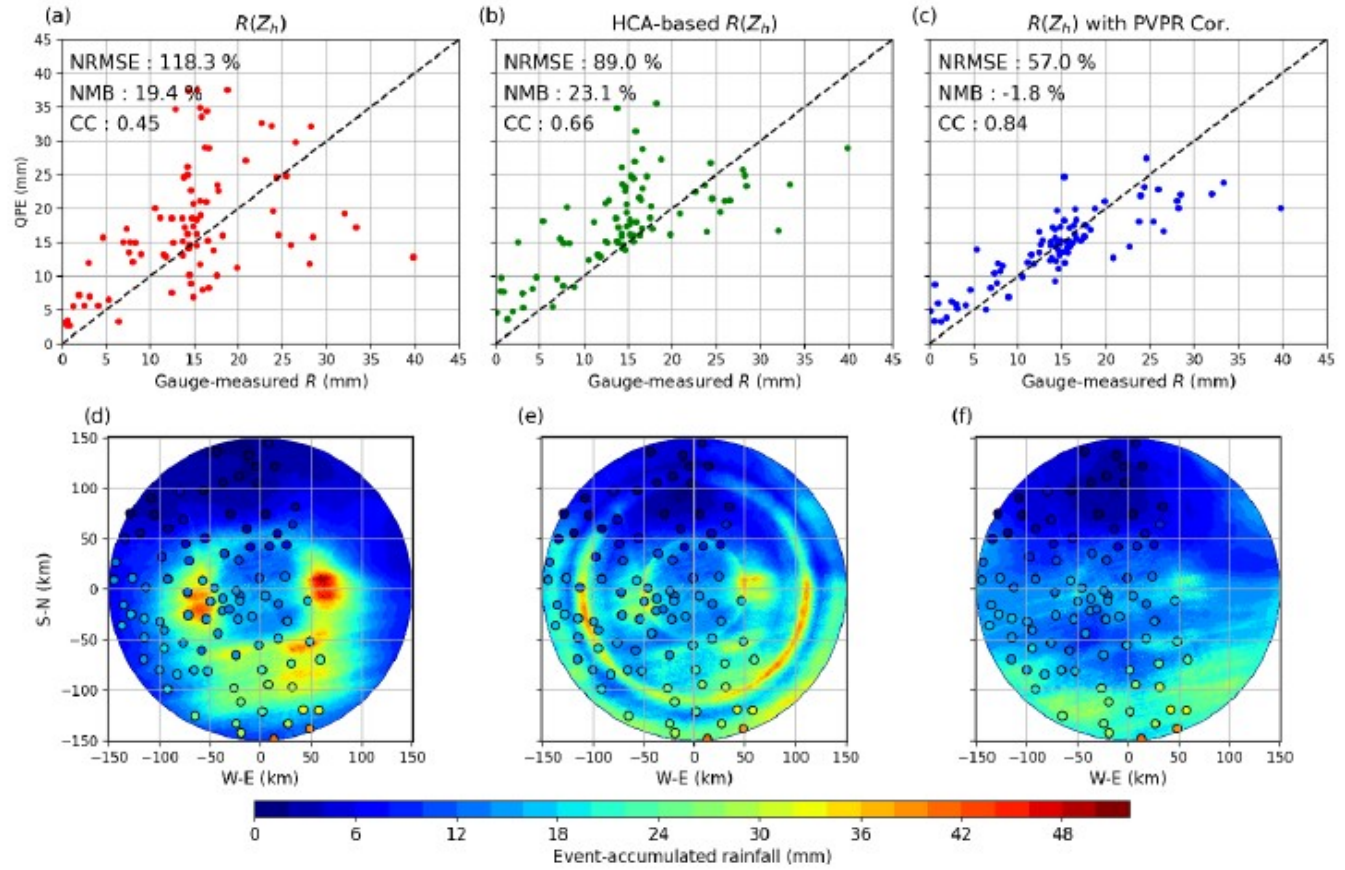 (a)
R(Zh)
(b)
HCA-based R(Zh)
(c)
R(Zh) with PVPR Cor.
45
40
35
30
25
20
15
10
5
0
QPE (mm)
NRMSE : 118.3 %
NMB : 19.4 %
CC : 0.45
NRMSE : 89.0 %
NMB : 23.1 %
CC : 0.66
NRMSE : 57.0 %
NMB : -1.8 %
CC : 0.84
0 5 10 15 20 25 30 35 40 45
0 5 10 15 20 25 30 35 40 45
0 5 10 15 20 25 30 35 40 45
Gauge-measured R (mm)
Gauge-measured R (mm)
Gauge-measured R (mm)
(d)
(e)
(f)
150
100
50
0
−50
−100
−150
S-N (km)
−150 −100 −50 0 50 100 150
−150 −100 −50 0 50 100 150
−150 −100 −50 0 50 100 150
W-E (km)
W-E (km)
W-E (km)
0 6 12 18 24 30 36 42 48
Event-accumulated rainfall (mm)